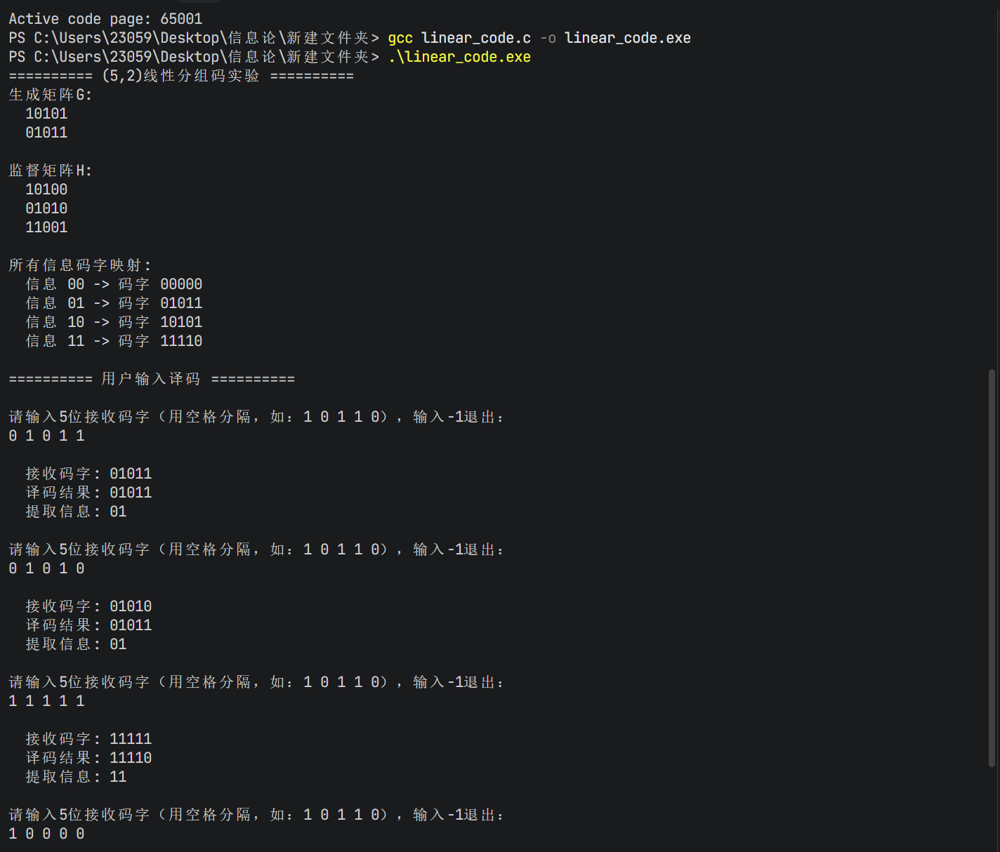 Active code page: 65001
PS C:\Users\23059\Desktop\信息论\新建文件夹> gcc linear_code.c -o linear_code.exe
PS C:\Users\23059\Desktop\信息论\新建文件夹> .\linear_code.exe
========== (5,2)线性分组码实验 ==========
生成矩阵G:
  10101
  01011

监督矩阵H:
  10100
  01010
  11001

所有信息码字映射:
  信息 00 -> 码字 00000
  信息 01 -> 码字 01011
  信息 10 -> 码字 10101
  信息 11 -> 码字 11110

========== 用户输入译码 ==========

请输入5位接收码字（用空格分隔，如：1 0 1 1 0），输入-1退出：
0 1 0 1 1

  接收码字: 01011
  译码结果: 01011
  提取信息: 01

请输入5位接收码字（用空格分隔，如：1 0 1 1 0），输入-1退出：
0 1 0 1 0

  接收码字: 01010
  译码结果: 01011
  提取信息: 01

请输入5位接收码字（用空格分隔，如：1 0 1 1 0），输入-1退出：
1 1 1 1 1

  接收码字: 11111
  译码结果: 11110
  提取信息: 11

请输入5位接收码字（用空格分隔，如：1 0 1 1 0），输入-1退出：
1 0 0 0 0